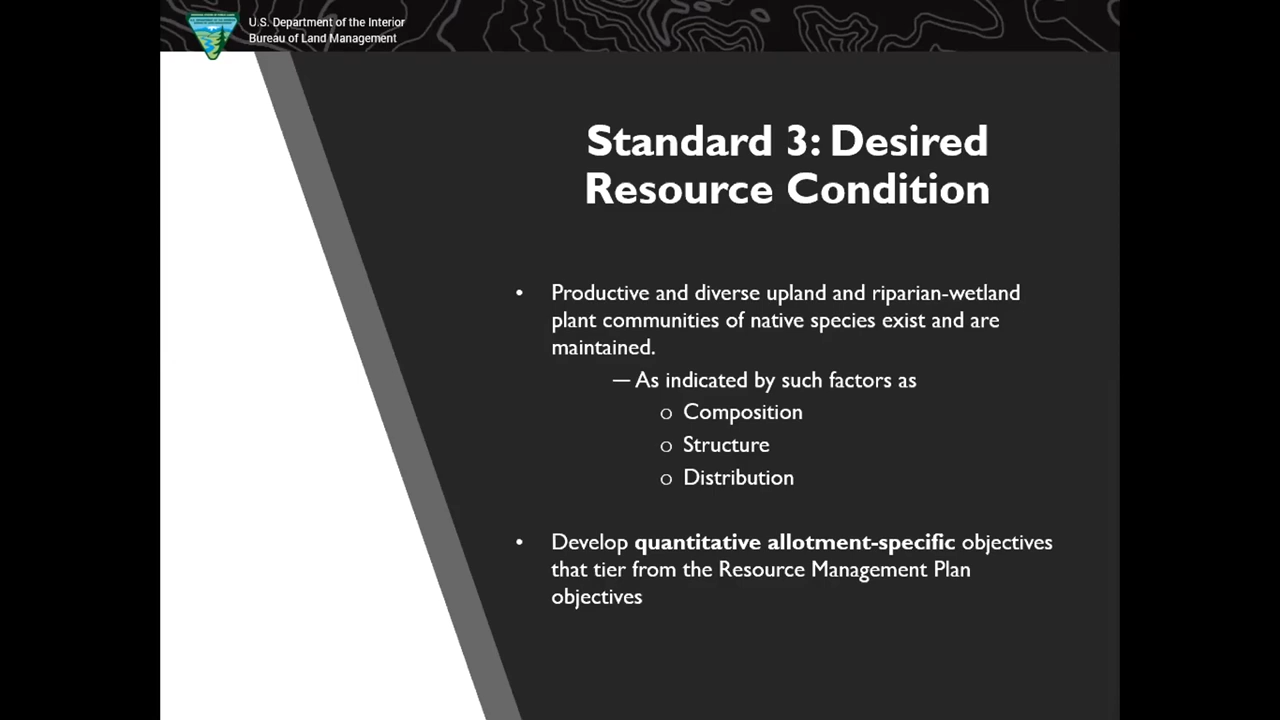 U.S. Department of the Interior
Bureau of Land Management
Standard 3: Desired
Resource Condition
• Productive and diverse upland and riparian-wetland
plant communities of native species exist and are
maintained.
— As indicated by such factors as
o Composition
o Structure
o Distribution
• Develop quantitative allotment-specific objectives
that tier from the Resource Management Plan
objectives